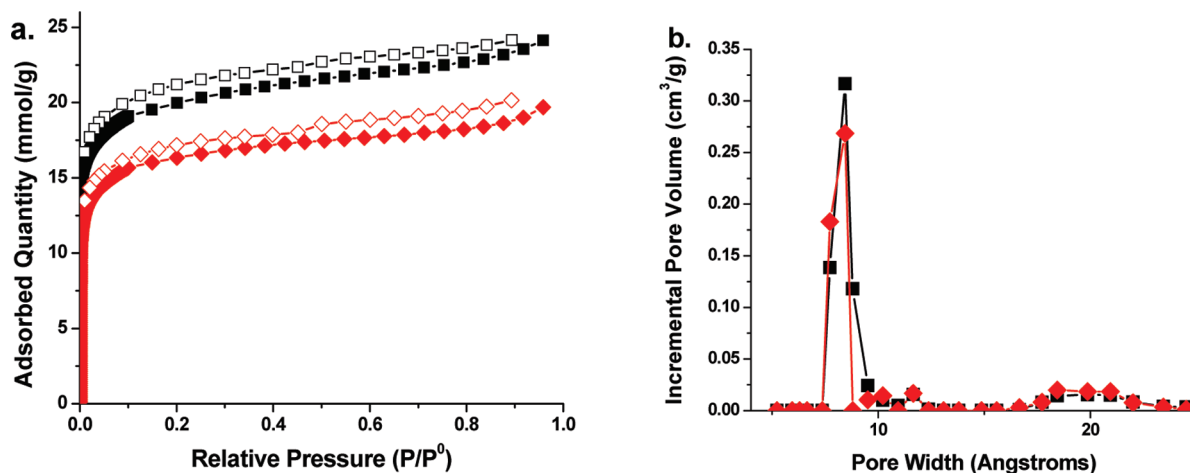 a.
Adsorbed Quantity (mmol/g)
25
20
15
10
5
0
0.0 0.2 0.4 0.6 0.8 1.0
Relative Pressure (P/P⁰)
b.
Incremental Pore Volume (cm³/g)
0.35
0.30
0.25
0.20
0.15
0.10
0.05
0.00
10 20
Pore Width (Angstroms)